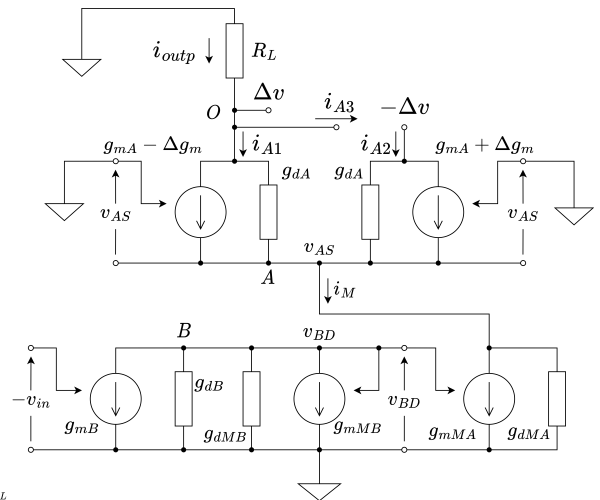 i_outp R_L
Δv
O i_A3 −Δv
g_mA − Δg_m i_A1 i_A2 g_mA + Δg_m
g_dA g_dA
v_AS v_AS
v_AS
A
i_M
B v_BD
g_dB
−v_in v_BD
g_mB g_dMB g_mMB g_mMA g_dMA
L